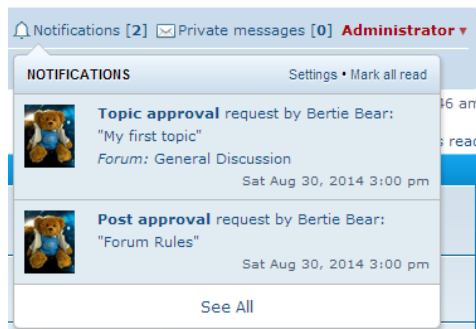 Notifications [2] Private messages [0] Administrator ▾
NOTIFICATIONS Settings • Mark all read
Topic approval request by Bertie Bear:
"My first topic"
Forum: General Discussion
Sat Aug 30, 2014 3:00 pm
Post approval request by Bertie Bear:
"Forum Rules"
Sat Aug 30, 2014 3:00 pm
See All